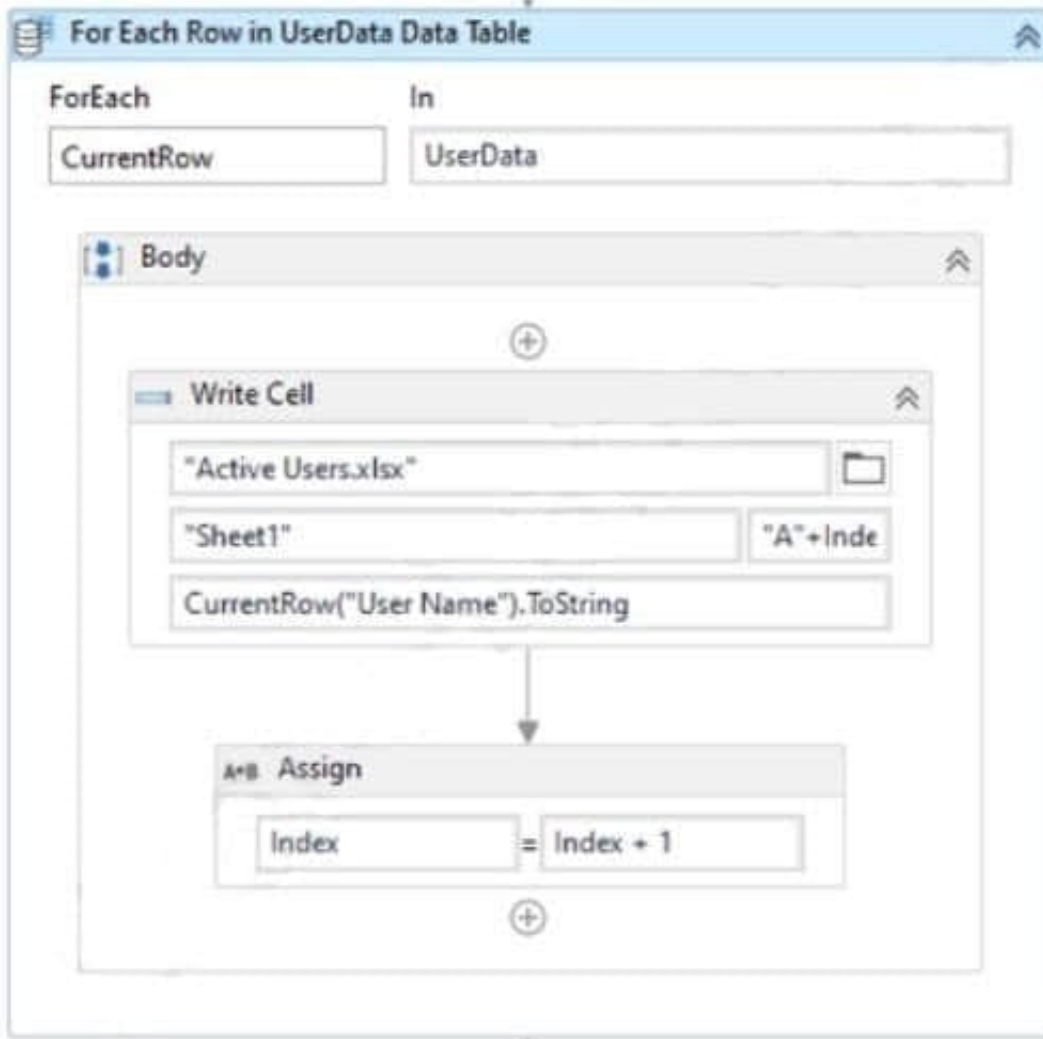 For Each Row in UserData Data Table
ForEach In
CurrentRow UserData
Body
Write Cell
"Active Users.xlsx"
"Sheet1" "A"+Inde
CurrentRow("User Name").ToString
A+B Assign
Index = Index + 1